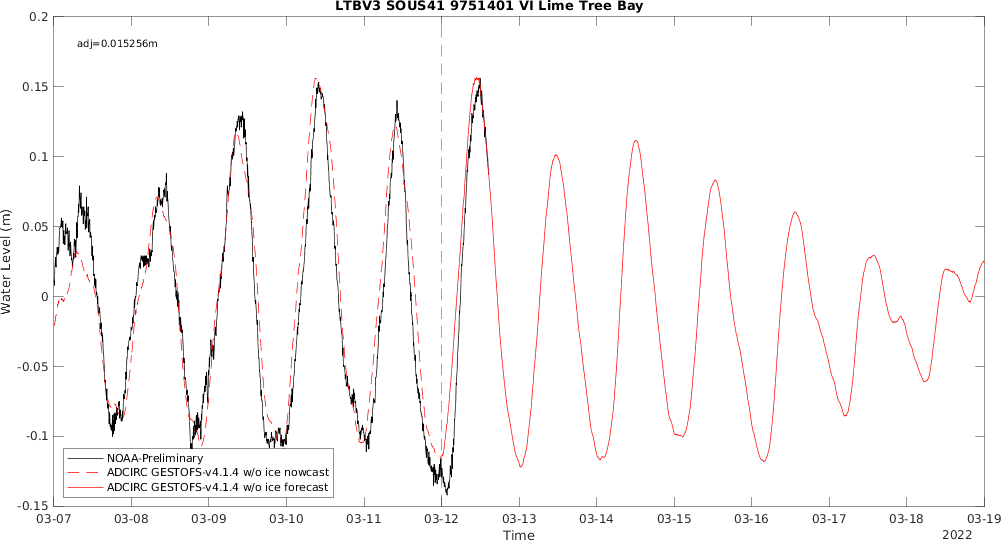 LTBV3 SOUS41 9751401 VI Lime Tree Bay
adj=0.015256m
0.2
0.15
0.1
0.05
0
-0.05
-0.1
-0.15
Water Level (m)
NOAA-Preliminary
ADCIRC GESTOFS-v4.1.4 w/o ice nowcast
ADCIRC GESTOFS-v4.1.4 w/o ice forecast
03-07 03-08 03-09 03-10 03-11 03-12 03-13 03-14 03-15 03-16 03-17 03-18 03-19
Time
2022